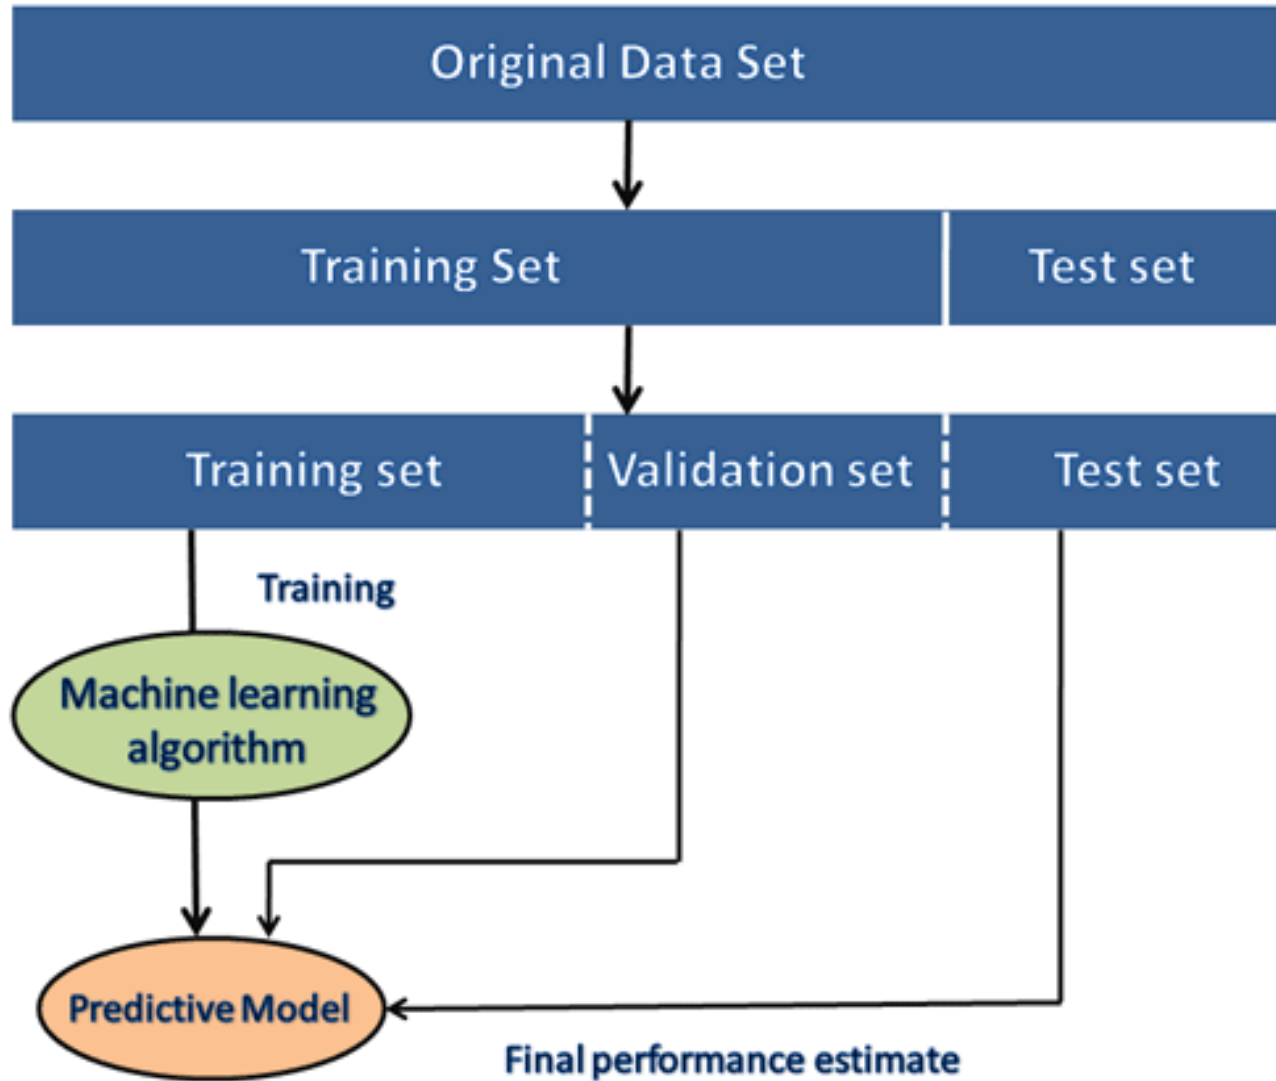 Original Data Set
Training Set
Test set
Training set
Validation set
Test set
Training
Machine learning
algorithm
Predictive Model
Final performance estimate